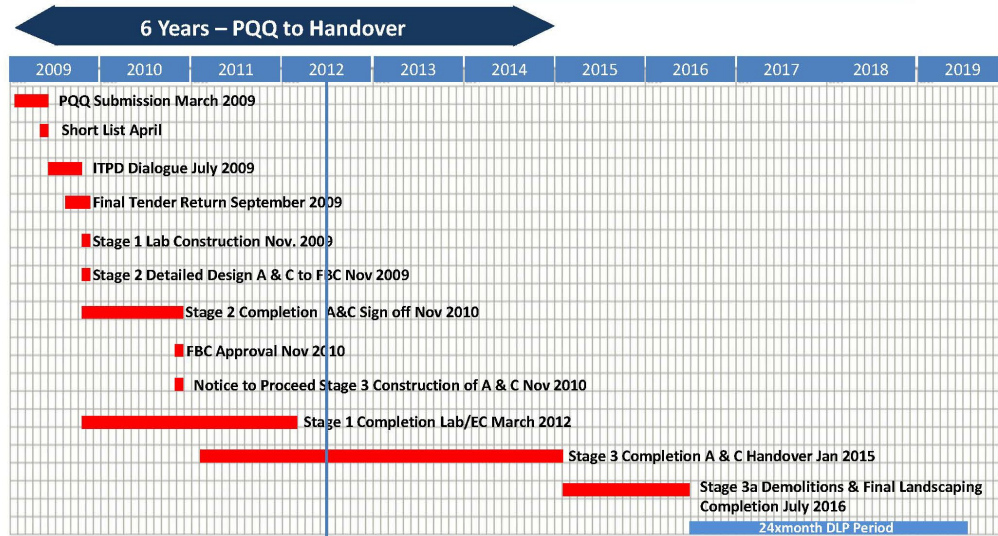 6 Years – PQQ to Handover
2009 2010 2011 2012 2013 2014 2015 2016 2017 2018 2019
PQQ Submission March 2009
Short List April
ITPD Dialogue July 2009
Final Tender Return September 2009
Stage 1 Lab Construction Nov. 2009
Stage 2 Detailed Design A & C to FBC Nov 2009
Stage 2 Completion A&C Sign off Nov 2010
FBC Approval Nov 2010
Notice to Proceed Stage 3 Construction of A & C Nov 2010
Stage 1 Completion Lab/EC March 2012
Stage 3 Completion A & C Handover Jan 2015
Stage 3a Demolitions & Final Landscaping
Completion July 2016
24xmonth DLP Period